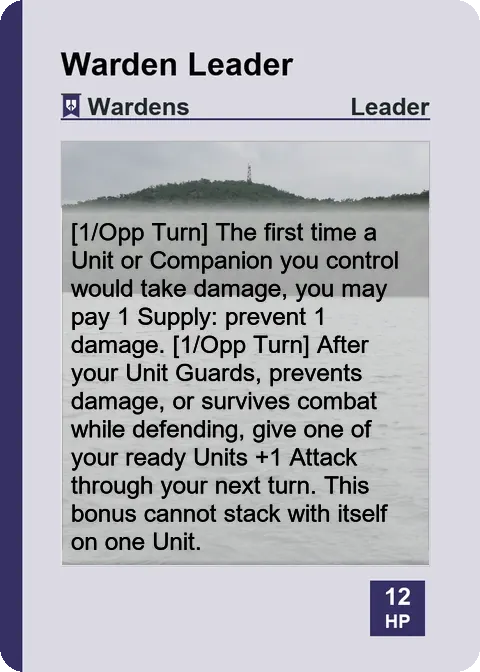 Warden Leader
Wardens Leader
[1/Opp Turn] The first time a
Unit or Companion you control
would take damage, you may
pay 1 Supply: prevent 1
damage. [1/Opp Turn] After
your Unit Guards, prevents
damage, or survives combat
while defending, give one of
your ready Units +1 Attack
through your next turn. This
bonus cannot stack with itself
on one Unit.
12
HP